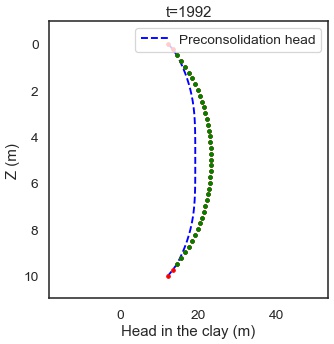 t=1992
Preconsolidation head
0
2
4
6
8
10
Z (m)
0
20
40
Head in the clay (m)